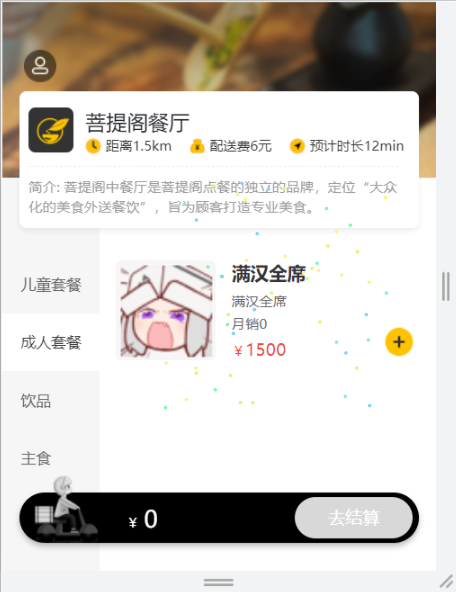 菩提阁餐厅
距离1.5km 配送费6元 预计时长12min
简介: 菩提阁中餐厅是菩提阁点餐的独立的品牌，定位“大众
化的美食外送餐饮”，旨为顾客打造专业美食。
儿童套餐
成人套餐
饮品
主食
满汉全席
满汉全席
月销0
￥1500
￥ 0
去结算